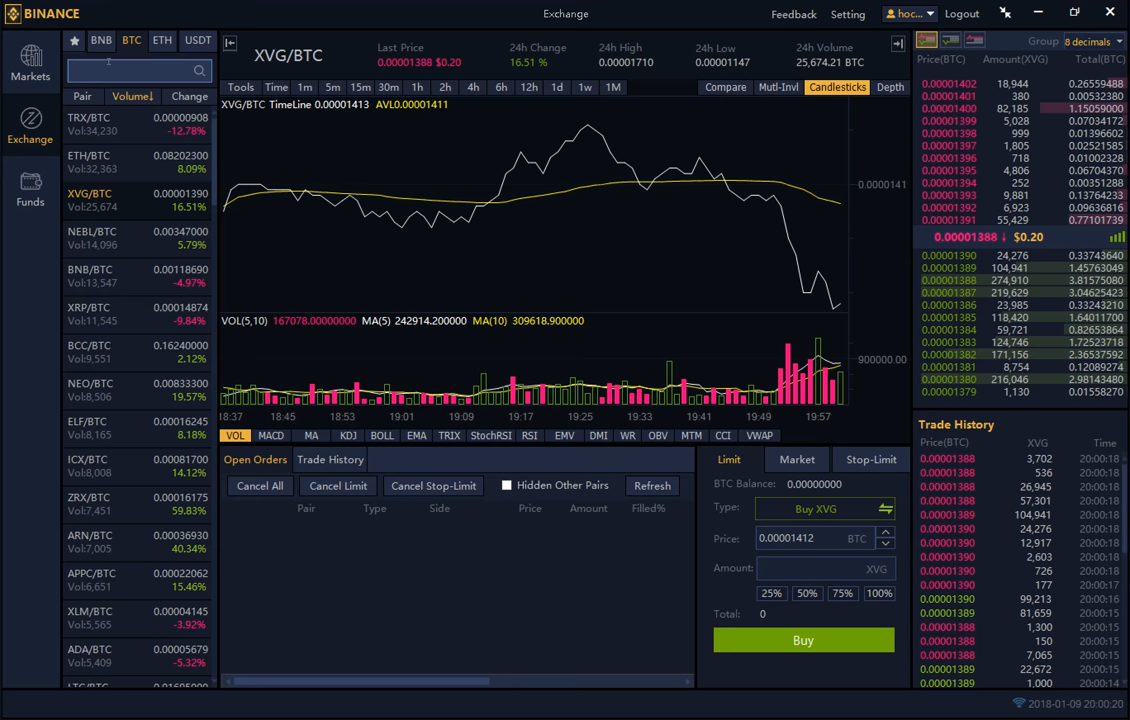 BINANCE
Exchange
Feedback Setting hoc... Logout
Markets
Exchange
Funds
BNB BTC ETH USDT
Pair Volume↓ Change
TRX/BTC 0.00000908
Vol:34,230 -12.78%
ETH/BTC 0.08202300
Vol:32,363 8.09%
XVG/BTC 0.00001390
Vol:25,674 16.51%
NEBL/BTC 0.00347000
Vol:14,096 5.79%
BNB/BTC 0.00118690
Vol:13,547 -4.97%
XRP/BTC 0.00014874
Vol:11,545 -9.84%
BCC/BTC 0.16240000
Vol:9,551 2.12%
NEO/BTC 0.00833300
Vol:8,506 19.57%
ELF/BTC 0.00016245
Vol:8,165 8.18%
ICX/BTC 0.00081700
Vol:8,008 14.12%
ZRX/BTC 0.00016175
Vol:7,451 59.83%
ARN/BTC 0.00036930
Vol:7,005 40.34%
APPC/BTC 0.00022062
Vol:6,651 15.46%
XLM/BTC 0.00004145
Vol:5,565 -3.92%
ADA/BTC 0.00005679
Vol:5,409 -5.32%
XVG/BTC
Last Price 24h Change 24h High 24h Low 24h Volume
0.00001388 $0.20 16.51 % 0.00001710 0.00001147 25,674.21 BTC
Tools Time 1m 5m 15m 30m 1h 2h 4h 6h 12h 1d 1w 1M Compare Mutl-Invl Candlesticks Depth
XVG/BTC TimeLine 0.00001413 AVL0.00001411
0.0000141
VOL(5,10) 167078.00000000 MA(5) 242914.200000 MA(10) 309618.900000
900000.00
18:37 18:45 18:53 19:01 19:09 19:17 19:25 19:33 19:41 19:49 19:57
VOL MACD MA KDJ BOLL EMA TRIX StochRSI RSI EMV DMI WR OBV MTM CCI VWAP
Open Orders Trade History
Cancel All Cancel Limit Cancel Stop-Limit Hidden Other Pairs Refresh
Pair Type Side Price Amount Filled%
Limit Market Stop-Limit
BTC Balance: 0.00000000
Type: Buy XVG
Price: 0.00001412 BTC
Amount: XVG
25% 50% 75% 100%
Total: 0
Buy
Group 8 decimals
Price(BTC) Amount(XVG) Total(BTC)
0.00001402 18,944 0.26559488
0.00001401 380 0.00532380
0.00001400 82,185 1.15059000
0.00001399 5,028 0.07034172
0.00001398 999 0.01396602
0.00001397 1,805 0.02521585
0.00001396 718 0.01002328
0.00001395 4,806 0.06704370
0.00001394 252 0.00351288
0.00001393 9,881 0.13764233
0.00001392 6,923 0.09636816
0.00001391 55,429 0.77101739
0.00001388↓ $0.20
0.00001390 24,276 0.33743640
0.00001389 104,941 1.45763049
0.00001388 274,910 3.81575080
0.00001387 219,629 3.04625423
0.00001386 23,985 0.33243210
0.00001385 118,420 1.64011700
0.00001384 59,721 0.82653864
0.00001383 124,746 1.72523718
0.00001382 171,156 2.36537592
0.00001381 8,754 0.12089274
0.00001380 216,046 2.98143480
0.00001379 1,130 0.01558270
Trade History
Price(BTC) XVG Time
0.00001388 3,702 20:00:18
0.00001388 536 20:00:18
0.00001388 26,945 20:00:18
0.00001388 57,301 20:00:18
0.00001388 104,941 20:00:18
0.00001390 24,276 20:00:18
0.00001390 12,917 20:00:18
0.00001390 2,603 20:00:18
0.00001390 726 20:00:18
0.00001390 177 20:00:17
0.00001390 99,213 20:00:16
0.00001389 81,659 20:00:15
0.00001388 1,300 20:00:15
0.00001388 150 20:00:15
0.00001388 7,065 20:00:15
0.00001389 22,672 20:00:15
0.00001389 1,000 20:00:14
2018-01-09 20:00:20